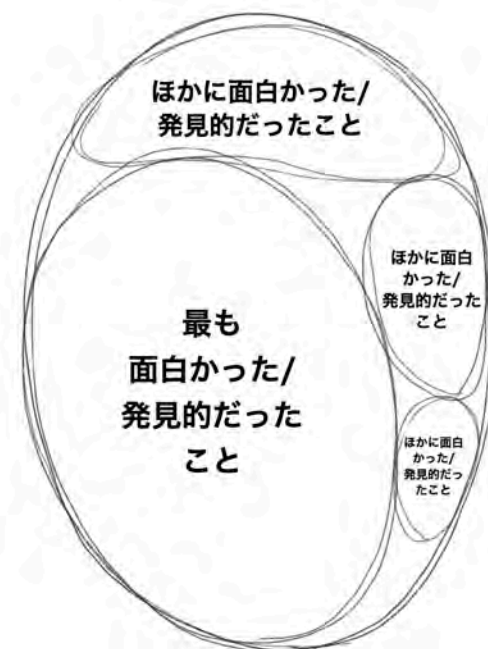 ほかに面白かった/
発見的だったこと
ほかに面白
かった/
発見的だった
こと
最も
面白かった/
発見的だった
こと
ほかに面白
かった/
発見的だっ
たこと